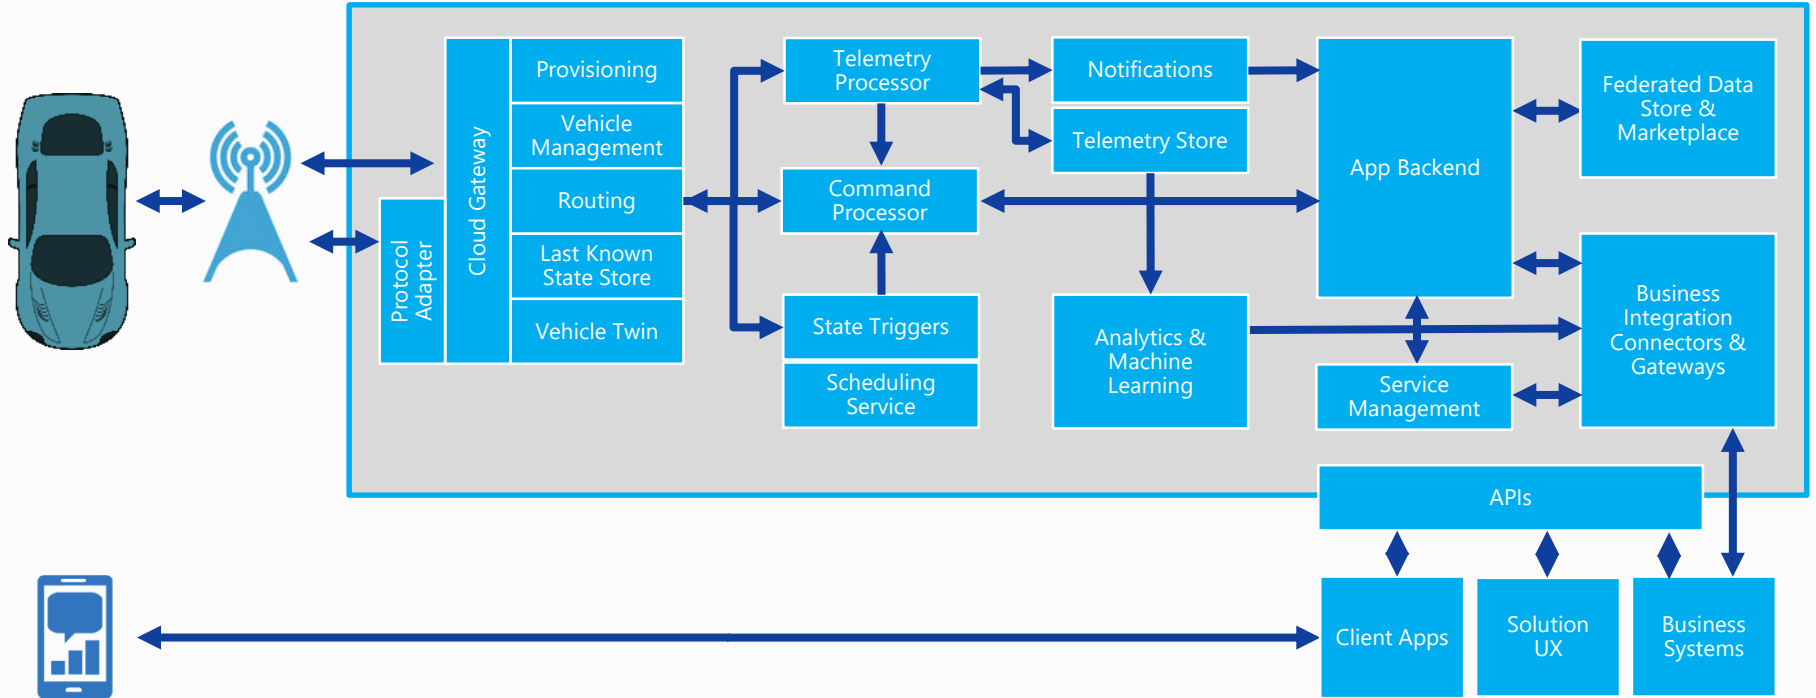 Cloud Gateway
Protocol
Adapter
Provisioning
Vehicle
Management
Routing
Last Known
State Store
Vehicle Twin
Telemetry
Processor
Command
Processor
State Triggers
Scheduling
Service
Notifications
Telemetry Store
Analytics &
Machine
Learning
App Backend
Service
Management
Federated Data
Store &
Marketplace
Business
Integration
Connectors &
Gateways
APIs
Client Apps
Solution
UX
Business
Systems